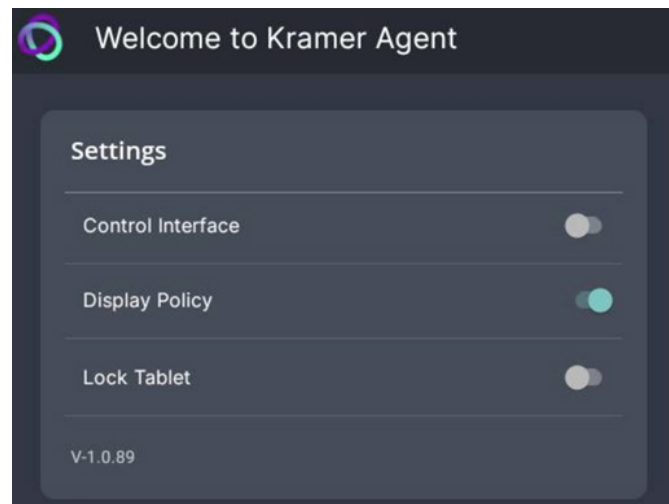 Welcome to Kramer Agent
Settings
Control Interface
Display Policy
Lock Tablet
V-1.0.89